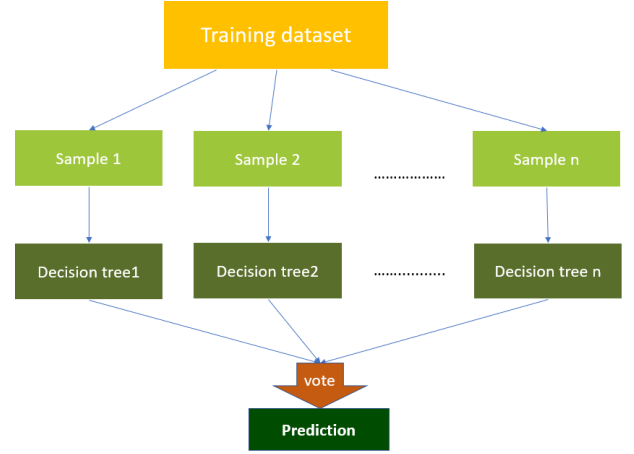 Training dataset
Sample 1
Sample 2
………………
Sample n
Decision tree1
Decision tree2
……………..
Decision tree n
vote
Prediction